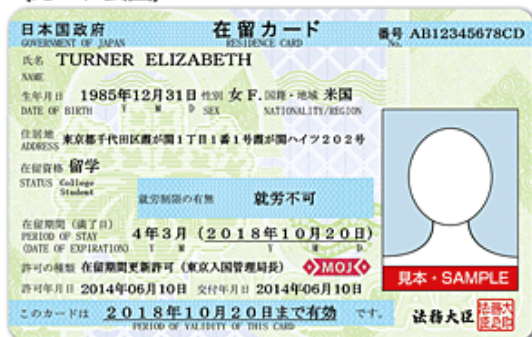 日本国政府 在留カード 番号 AB12345678CD
GOVERNMENT OF JAPAN RESIDENCE CARD No.
氏名 TURNER ELIZABETH
NAME
生年月日 1985年12月31日 性別 女 F. 国籍・地域 米国
DATE OF BIRTH Y M D SEX NATIONALITY/REGION
住居地 東京都千代田区霞が関1丁目1番1号霞が関ハイツ202号
ADDRESS
在留資格 留学
STATUS College
Student
就労制限の有無 就労不可
在留期間（満了日） 4年3月（2018年10月20日）
PERIOD OF STAY
(DATE OF EXPIRATION) Y M Y M D
許可の種類 在留期間更新許可（東京入国管理局長） MOJ
見本・SAMPLE
許可年月日 2014年06月10日 交付年月日 2014年06月10日
このカードは 2018年10月20日まで有効 です。
PERIOD OF VALIDITY OF THIS CARD
法務大臣